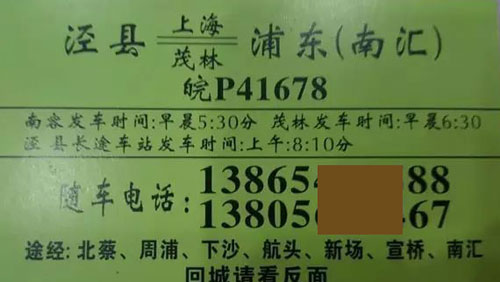 泾县 上海 浦东(南汇)
茂林
皖P41678
南容发车时间:早晨5:30分 茂林发车时间:早晨6:30
泾县长途车站发车时间:上午:8:10分
随车电话: 13865 88
13805 67
途经:北蔡、周浦、下沙、航头、新场、宣桥、南汇
回城请看反面